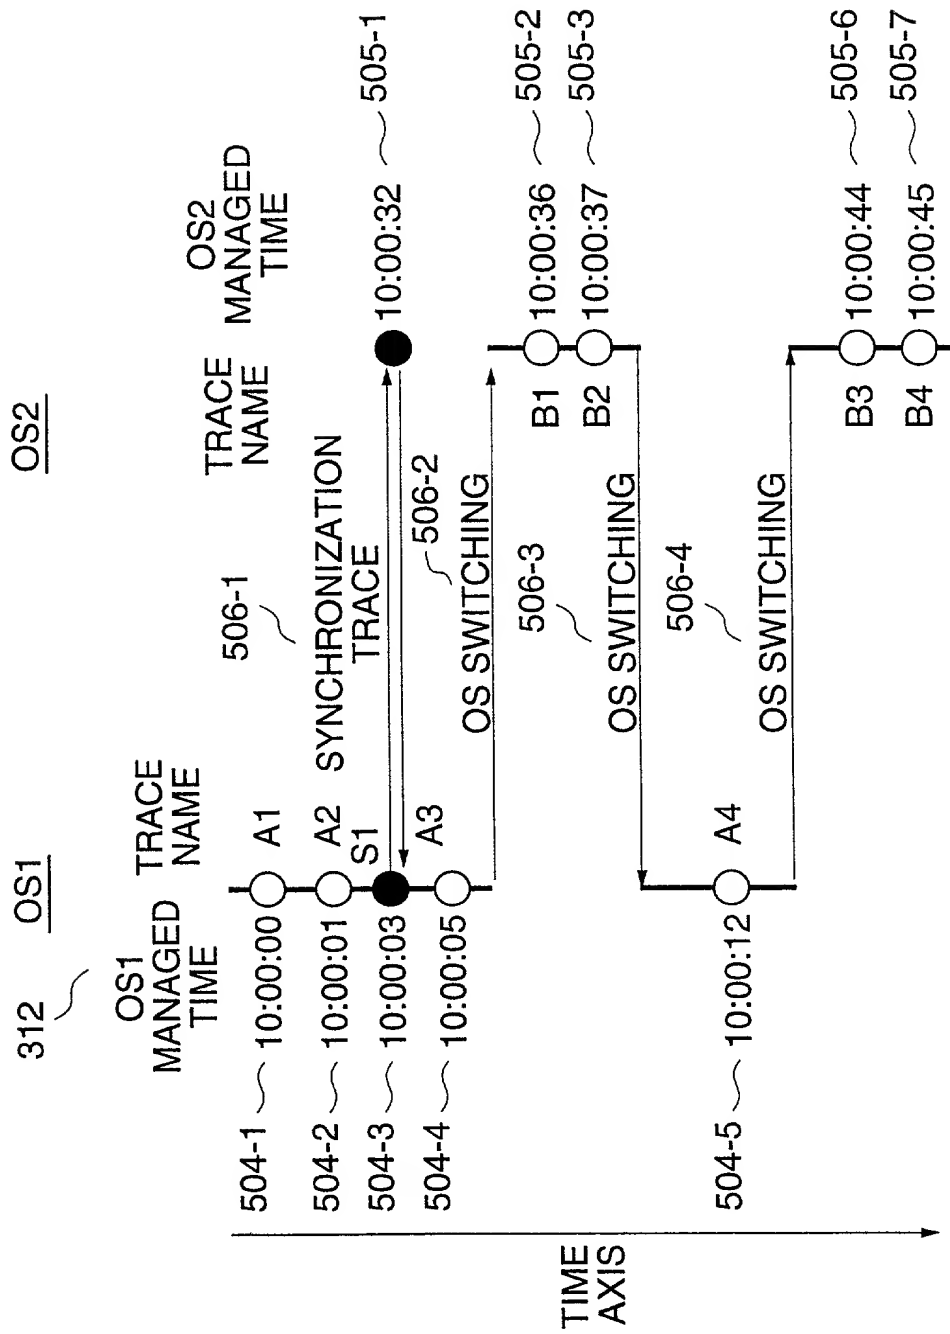 312
OS1
OS2
OS1
MANAGED
TIME
TRACE
NAME
TRACE
NAME
OS2
MANAGED
TIME
504-1
10:00:00
A1
504-2
10:00:01
A2
506-1
SYNCHRONIZATION
TRACE
504-3
10:00:03
S1
10:00:32
505-1
504-4
10:00:05
A3
506-2
OS SWITCHING
B1
10:00:36
505-2
506-3
B2
10:00:37
505-3
OS SWITCHING
506-4
504-5
10:00:12
A4
OS SWITCHING
B3
10:00:44
505-6
B4
10:00:45
505-7
TIME
AXIS